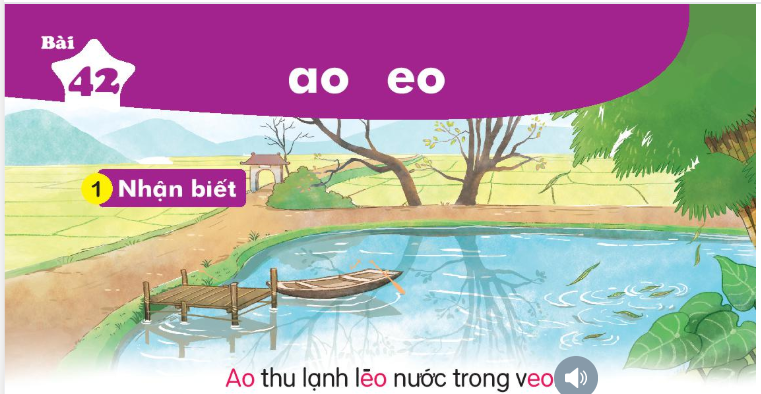 Bài
42
ao eo
1 Nhận biết
Ao thu lạnh lẽo nước trong veo